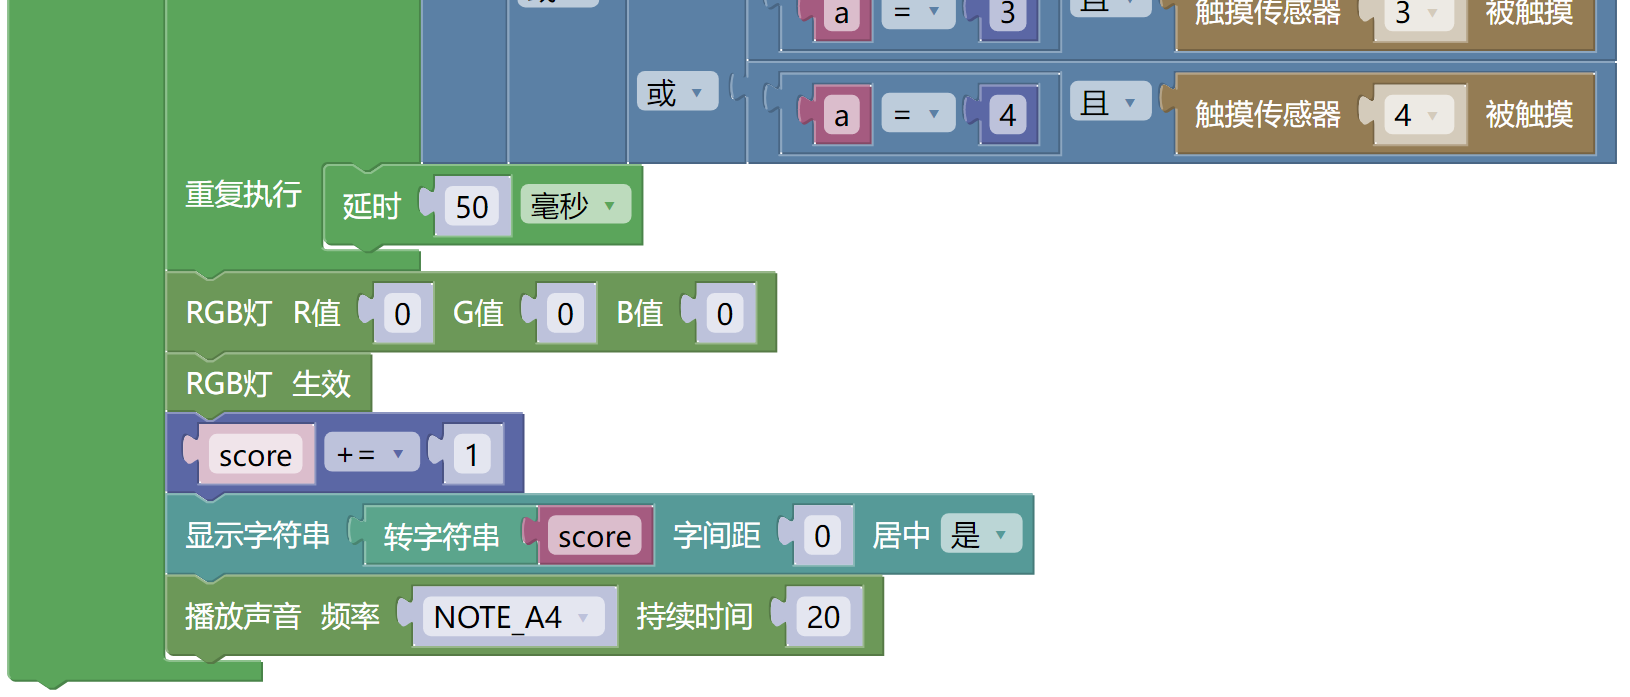 a = 3 且 触摸传感器 3 被触摸
或 a = 4 且 触摸传感器 4 被触摸
重复执行 延时 50 毫秒
RGB灯 R值 0 G值 0 B值 0
RGB灯 生效
score += 1
显示字符串 转字符串 score 字间距 0 居中 是
播放声音 频率 NOTE_A4 持续时间 20